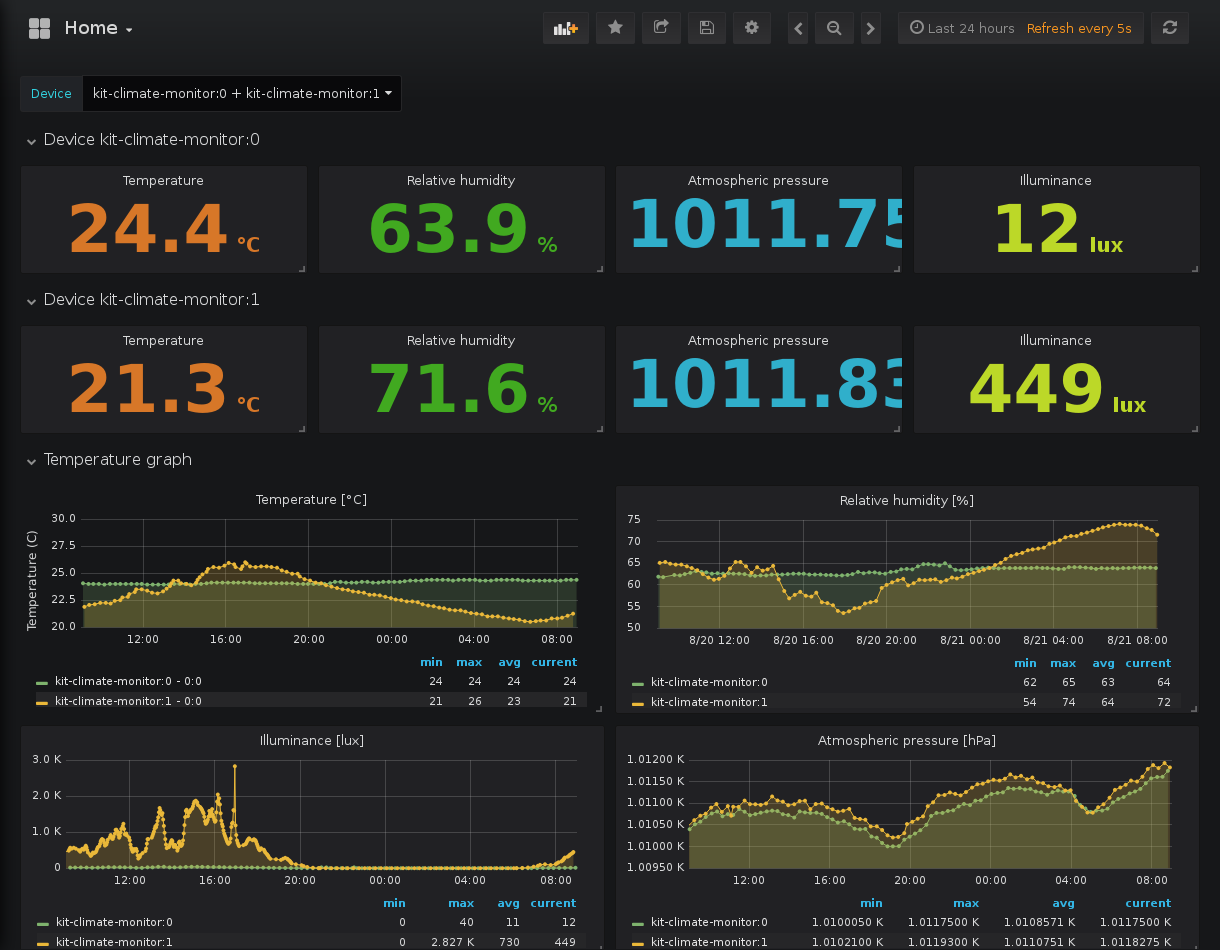 Home
Last 24 hours Refresh every 5s
Device kit-climate-monitor:0 + kit-climate-monitor:1
Device kit-climate-monitor:0
Temperature Relative humidity Atmospheric pressure Illuminance
24.4 °C 63.9 % 1011.75 12 lux
Device kit-climate-monitor:1
Temperature Relative humidity Atmospheric pressure Illuminance
21.3 °C 71.6 % 1011.83 449 lux
Temperature graph
Temperature [°C]
Temperature (C)
30.0
27.5
25.0
22.5
20.0
12:00 16:00 20:00 00:00 04:00 08:00
min max avg current
kit-climate-monitor:0 - 0:0 24 24 24 24
kit-climate-monitor:1 - 0:0 21 26 23 21
Relative humidity [%]
75
70
65
60
55
50
8/20 12:00 8/20 16:00 8/20 20:00 8/21 00:00 8/21 04:00 8/21 08:00
min max avg current
kit-climate-monitor:0 62 65 63 64
kit-climate-monitor:1 54 74 64 72
Illuminance [lux]
3.0 K
2.0 K
1.0 K
0
12:00 16:00 20:00 00:00 04:00 08:00
min max avg current
kit-climate-monitor:0 0 40 11 12
kit-climate-monitor:1 0 2.827 K 730 449
Atmospheric pressure [hPa]
1.01200 K
1.01150 K
1.01100 K
1.01050 K
1.01000 K
1.00950 K
12:00 16:00 20:00 00:00 04:00 08:00
min max avg current
kit-climate-monitor:0 1.0100050 K 1.0117500 K 1.0108571 K 1.0117500 K
kit-climate-monitor:1 1.0102100 K 1.0119300 K 1.0110751 K 1.0118275 K